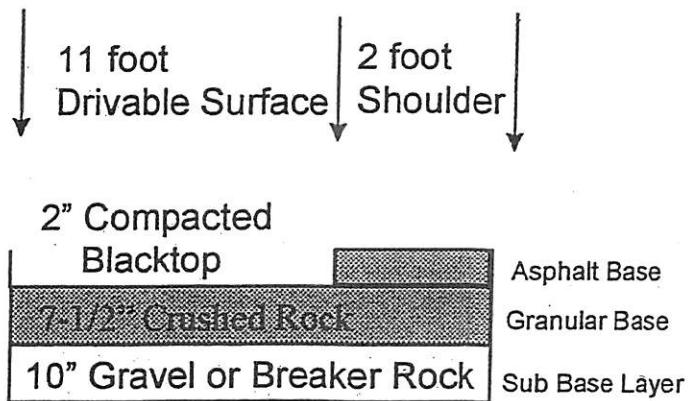 11 foot
Drivable Surface
2 foot
Shoulder
2” Compacted
Blacktop
Asphalt Base
7-1/2” Crushed Rock
Granular Base
10” Gravel or Breaker Rock
Sub Base Layer